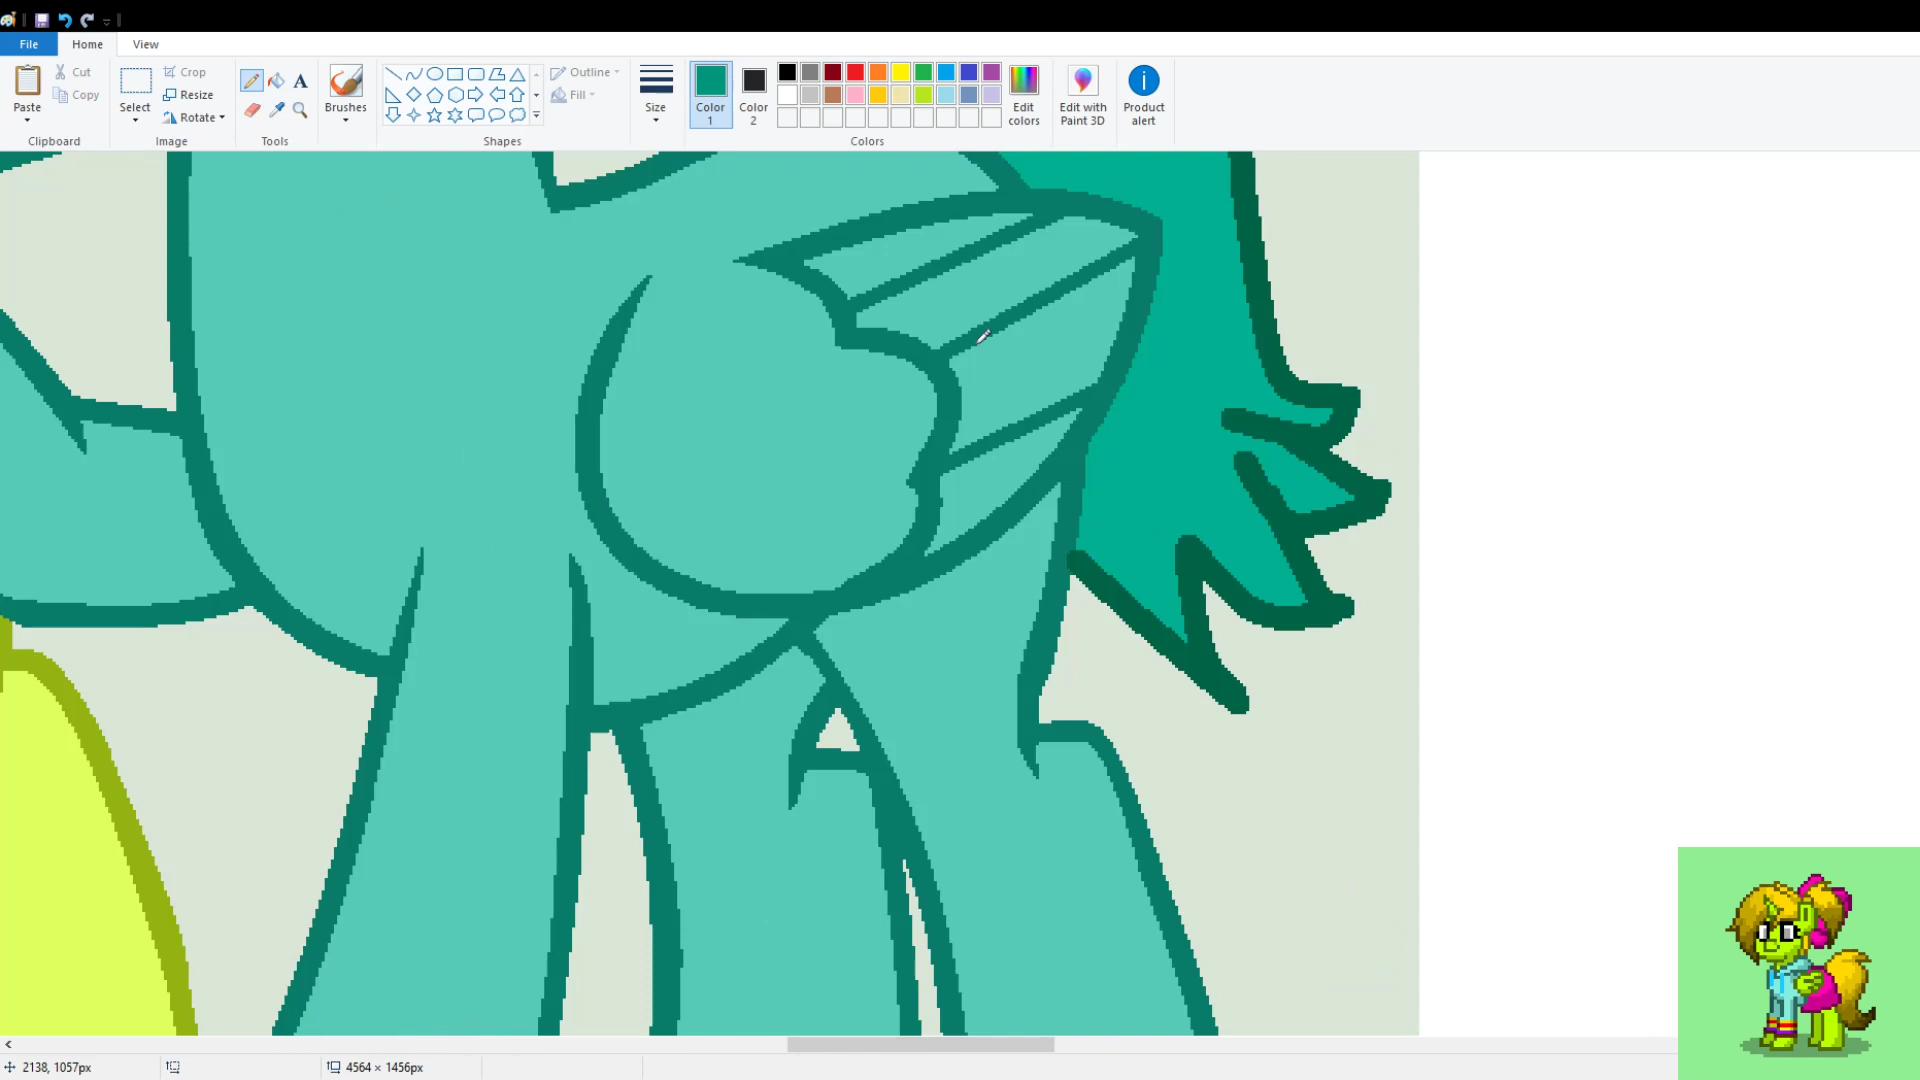 File Home View
Paste
Cut
Copy
Clipboard
Select
Crop
Resize
Rotate
Image
A
Tools
Brushes
Outline
Fill
Shapes
Size
Color
1
Color
2
Edit
colors
Colors
Edit with
Paint 3D
Product
alert
2138, 1057px
4564 × 1456px